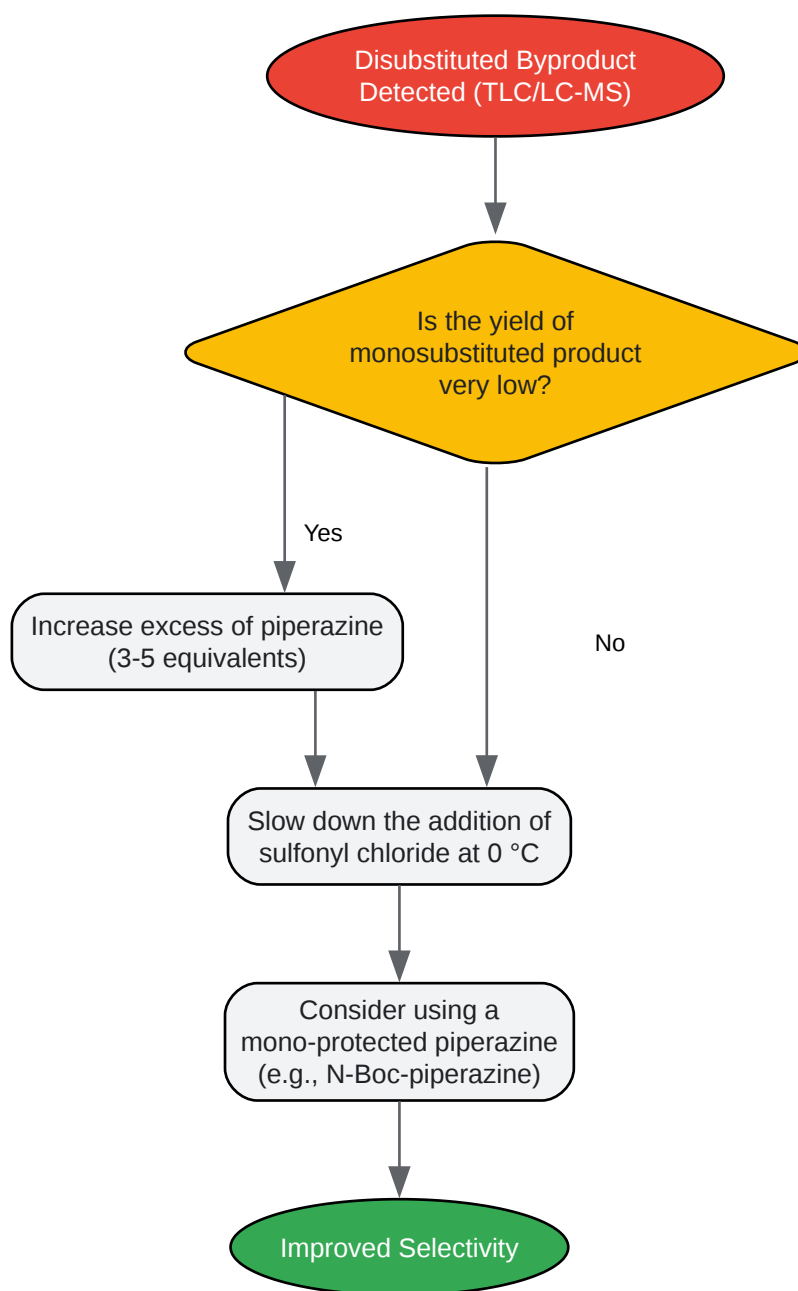 Disubstituted Byproduct
Detected (TLC/LC-MS)
Is the yield of
monosubstituted product
very low?
Yes
Increase excess of piperazine
(3-5 equivalents)
No
Slow down the addition of
sulfonyl chloride at 0 °C
Consider using a
mono-protected piperazine
(e.g., N-Boc-piperazine)
Improved Selectivity